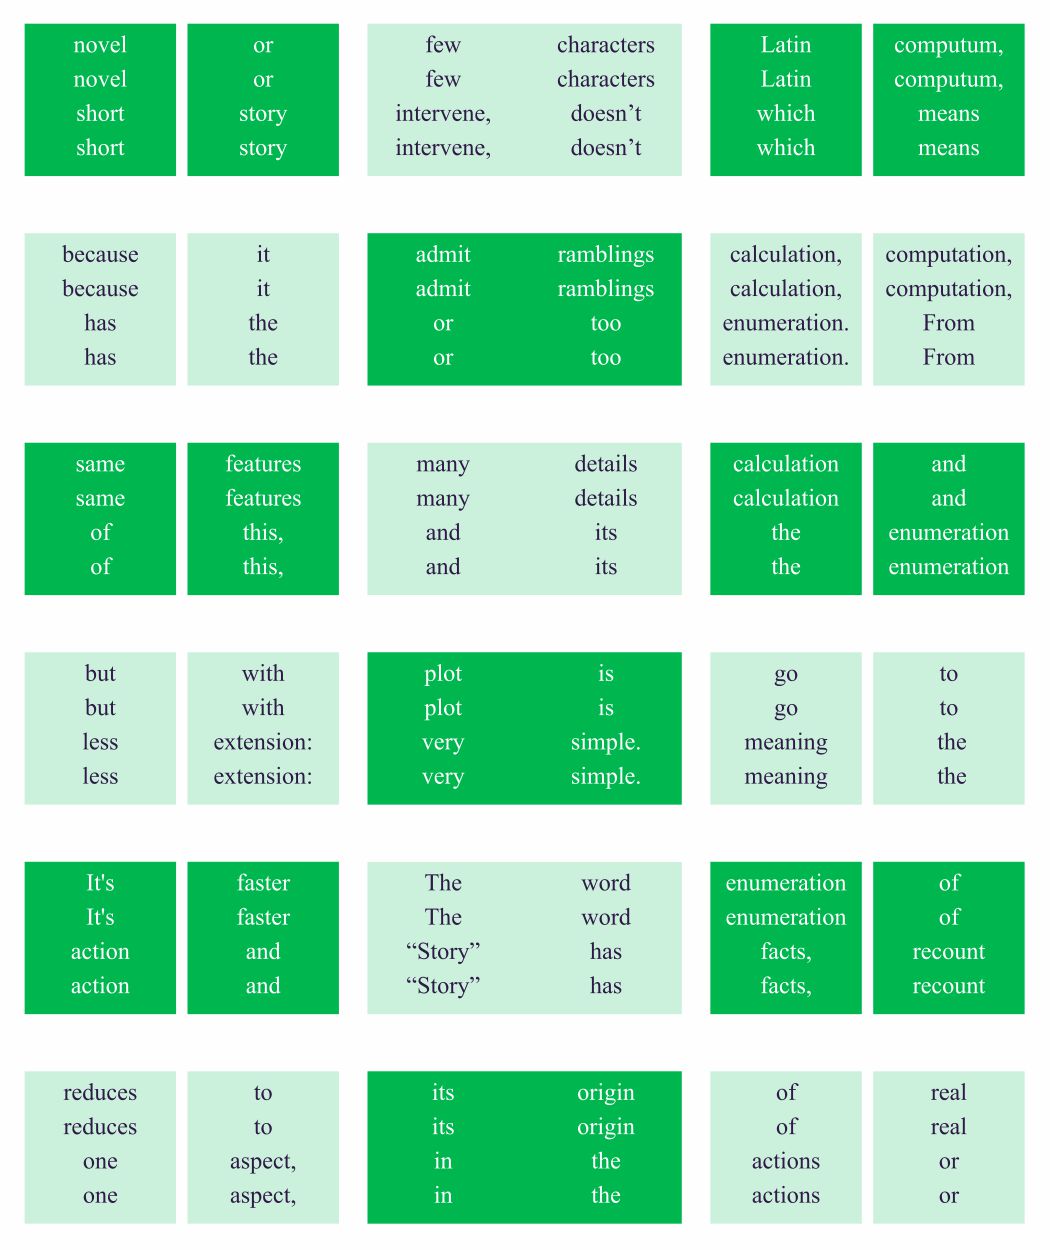 novel or
novel or
short story
short story
because it
because it
has the
has the
same features
same features
of this,
of this,
but with
but with
less extension:
less extension:
It's faster
It's faster
action and
action and
reduces to
reduces to
one aspect,
one aspect,
few characters
few characters
intervene, doesn’t
intervene, doesn’t
admit ramblings
admit ramblings
or too
or too
many details
many details
and its
and its
plot is
plot is
very simple.
very simple.
The word
The word
“Story” has
“Story” has
its origin
its origin
in the
in the
Latin computum,
Latin computum,
which means
which means
calculation, computation,
calculation, computation,
enumeration. From
enumeration. From
calculation and
calculation and
the enumeration
the enumeration
go to
go to
meaning the
meaning the
enumeration of
enumeration of
facts, recount
facts, recount
of real
of real
actions or
actions or